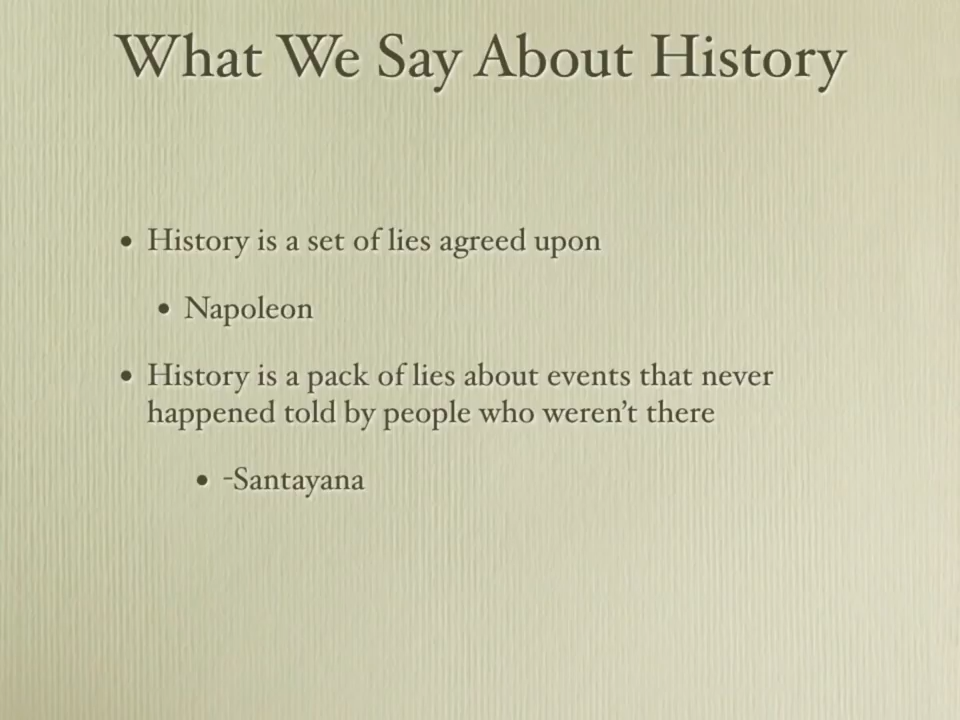 What We Say About History
• History is a set of lies agreed upon
• Napoleon
• History is a pack of lies about events that never
happened told by people who weren’t there
• -Santayana